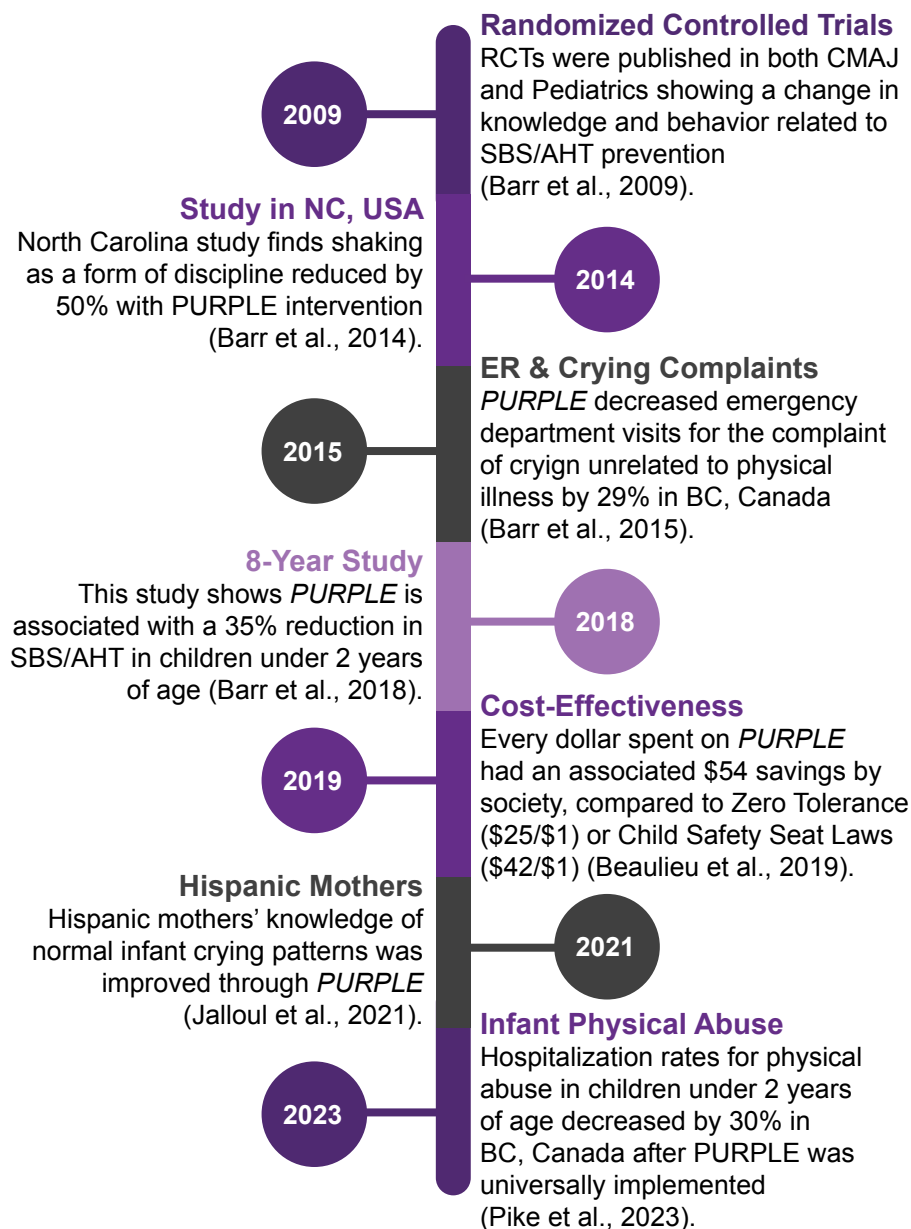 Randomized Controlled Trials
RCTs were published in both CMAJ
and Pediatrics showing a change in
knowledge and behavior related to
SBS/AHT prevention
(Barr et al., 2009).
2009
Study in NC, USA
North Carolina study finds shaking
as a form of discipline reduced by
50% with PURPLE intervention
(Barr et al., 2014).
2014
ER & Crying Complaints
PURPLE decreased emergency
department visits for the complaint
of cryign unrelated to physical
illness by 29% in BC, Canada
(Barr et al., 2015).
2015
8-Year Study
This study shows PURPLE is
associated with a 35% reduction in
SBS/AHT in children under 2 years
of age (Barr et al., 2018).
2018
Cost-Effectiveness
Every dollar spent on PURPLE
had an associated $54 savings by
society, compared to Zero Tolerance
($25/$1) or Child Safety Seat Laws
($42/$1) (Beaulieu et al., 2019).
2019
Hispanic Mothers
Hispanic mothers’ knowledge of
normal infant crying patterns was
improved through PURPLE
(Jalloul et al., 2021).
2021
Infant Physical Abuse
Hospitalization rates for physical
abuse in children under 2 years
of age decreased by 30% in
BC, Canada after PURPLE was
universally implemented
(Pike et al., 2023).
2023